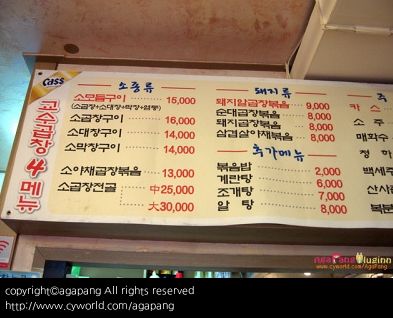 Cass
소종류
소모듬구이 15,000
(소곱창+소대창+막창+염통)
소곱창구이 16,000
소대창구이 14,000
소막창구이 14,000
소야채곱창볶음 13,000
소곱창전골 中25,000
大30,000
돼지류
돼지알곱창볶음 9,000
순대곱창볶음 8,000
돼지곱창볶음 8,000
삼겹살야채볶음 8,000
추가메뉴
볶음밥 2,000
계란탕 6,000
조개탕 7,000
알 탕 8,000
주
카 스
소 주
매화수
청 하
백세주
산사
복분
메뉴
www.cyworld.com/agapang
copyright©agapang All rights reserved
http://www.cyworld.com/agapang